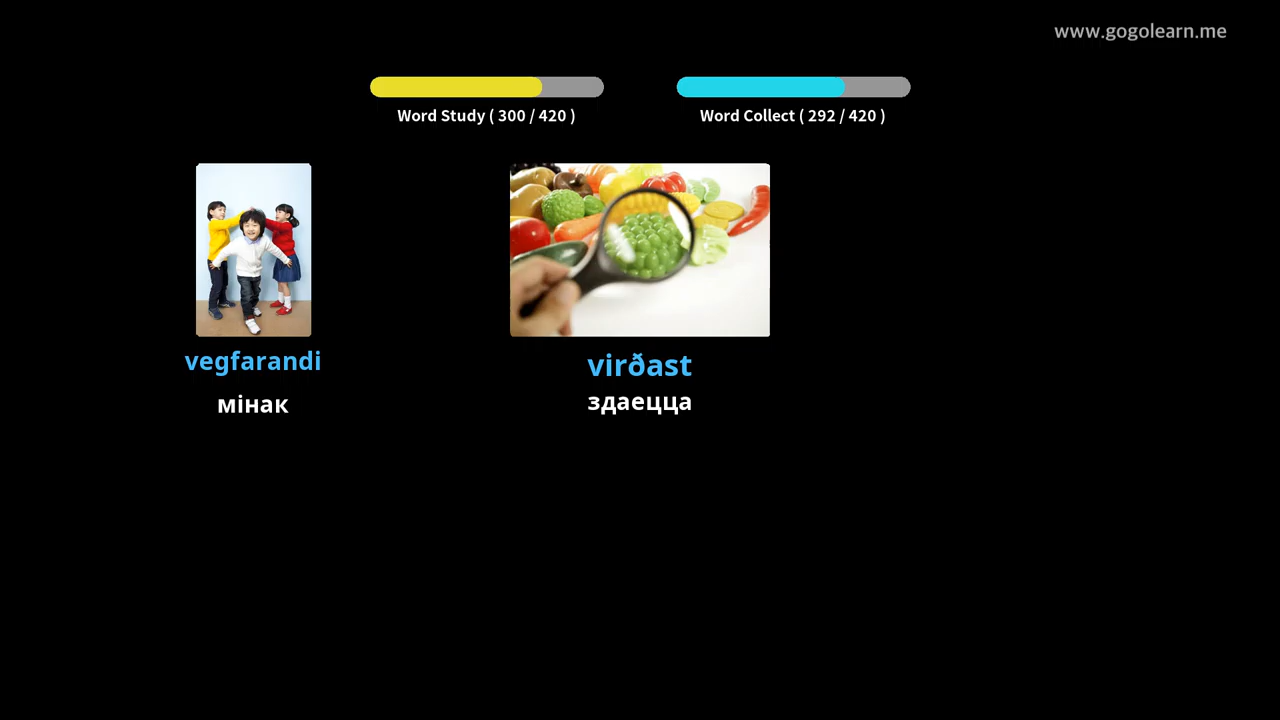 www.gogolearn.me
Word Study ( 300 / 420 )
Word Collect ( 292 / 420 )
vegfarandi
мінак
virðast
здаецца